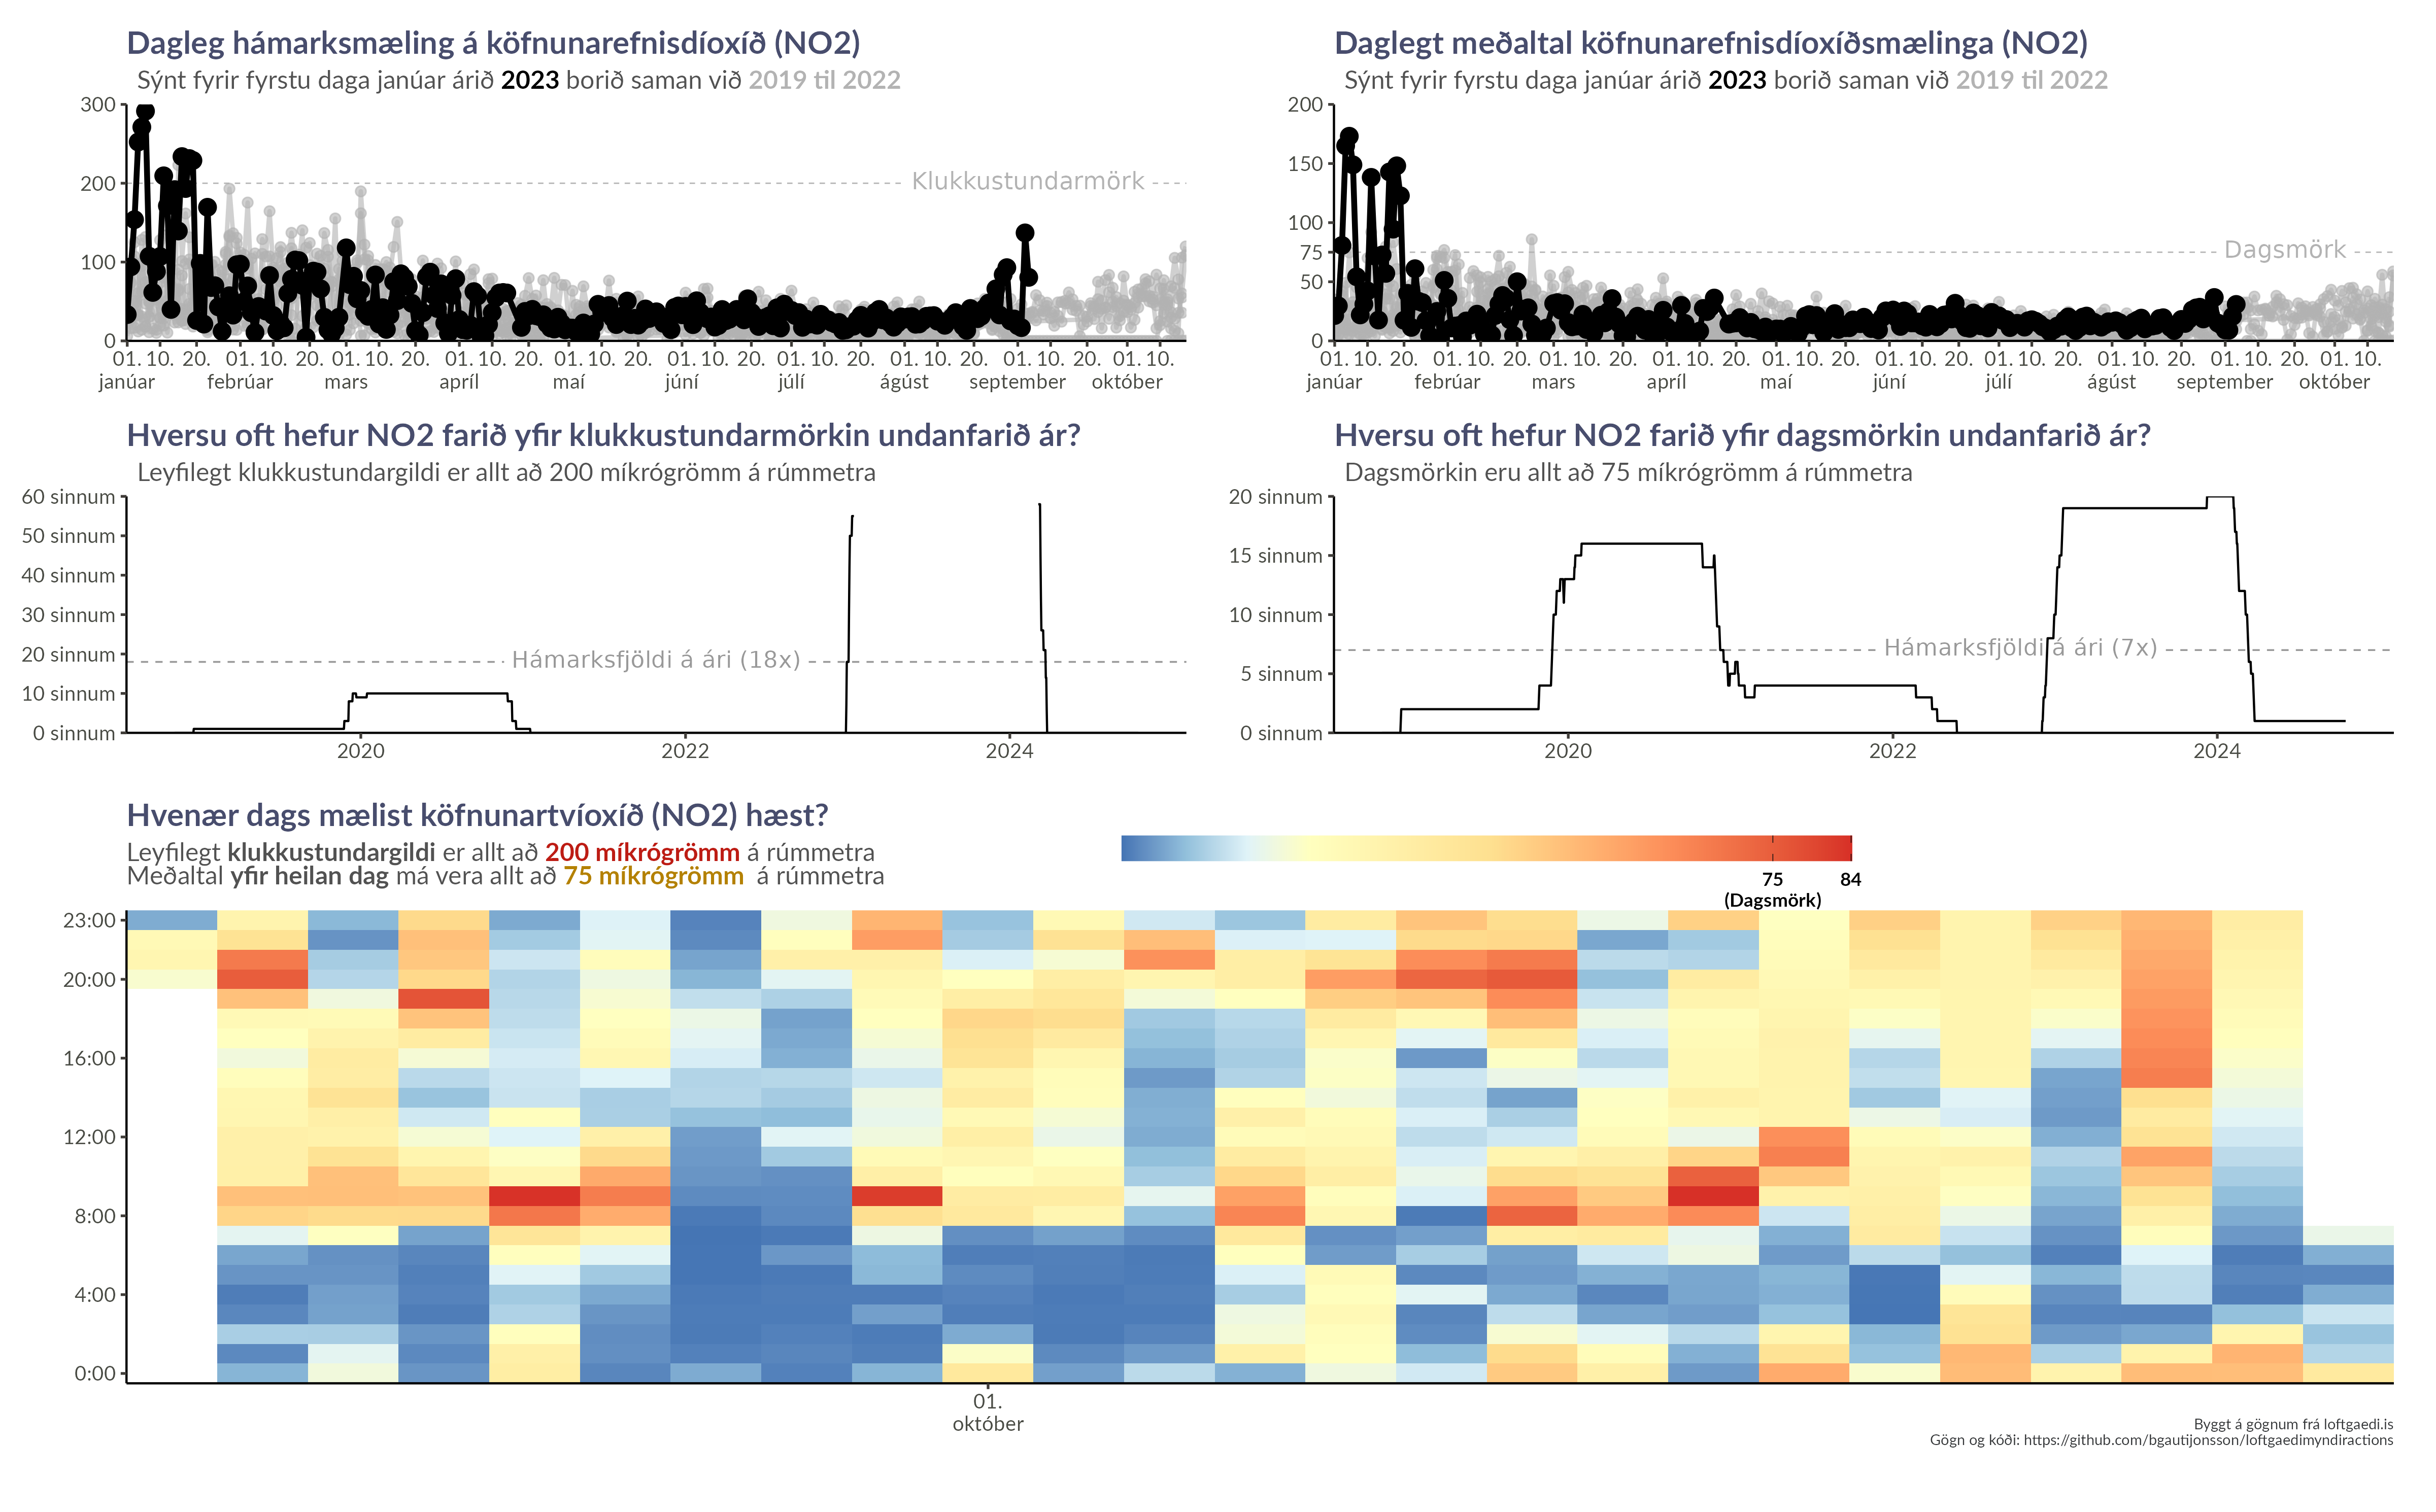 Dagleg hámarksmæling á köfnunarefnisdíoxíð (NO2)
Sýnt fyrir fyrstu daga janúar árið 2023 borið saman við 2019 til 2022
300
200
100
0
Klukkustundarmörk
01. 10. 20. 01. 10. 20. 01. 10. 20. 01. 10. 20. 01. 10. 20. 01. 10. 20. 01. 10. 20. 01. 10. 20. 01. 10. 20. 01. 10.
janúar febrúar mars apríl maí júní júlí ágúst september október
Daglegt meðaltal köfnunarefnisdíoxíðsmælinga (NO2)
Sýnt fyrir fyrstu daga janúar árið 2023 borið saman við 2019 til 2022
200
150
100
75
50
0
Dagsmörk
01. 10. 20. 01. 10. 20. 01. 10. 20. 01. 10. 20. 01. 10. 20. 01. 10. 20. 01. 10. 20. 01. 10. 20. 01. 10. 20. 01. 10.
janúar febrúar mars apríl maí júní júlí ágúst september október
Hversu oft hefur NO2 farið yfir klukkustundarmörkin undanfarið ár?
Leyfilegt klukkustundargildi er allt að 200 míkrógrömm á rúmmetra
60 sinnum
50 sinnum
40 sinnum
30 sinnum
20 sinnum
10 sinnum
0 sinnum
Hámarksfjöldi á ári (18x)
2020 2022 2024
Hversu oft hefur NO2 farið yfir dagsmörkin undanfarið ár?
Dagsmörkin eru allt að 75 míkrógrömm á rúmmetra
20 sinnum
15 sinnum
10 sinnum
5 sinnum
0 sinnum
Hámarksfjöldi á ári (7x)
2020 2022 2024
Hvenær dags mælist köfnunartvíoxíð (NO2) hæst?
Leyfilegt klukkustundargildi er allt að 200 míkrógrömm á rúmmetra
Meðaltal yfir heilan dag má vera allt að 75 míkrógrömm á rúmmetra
75 84
(Dagsmörk)
23:00
20:00
16:00
12:00
8:00
4:00
0:00
01.
október
Byggt á gögnum frá loftgaedi.is
Gögn og kóði: https://github.com/bgautijonsson/loftgaedimyndiractions